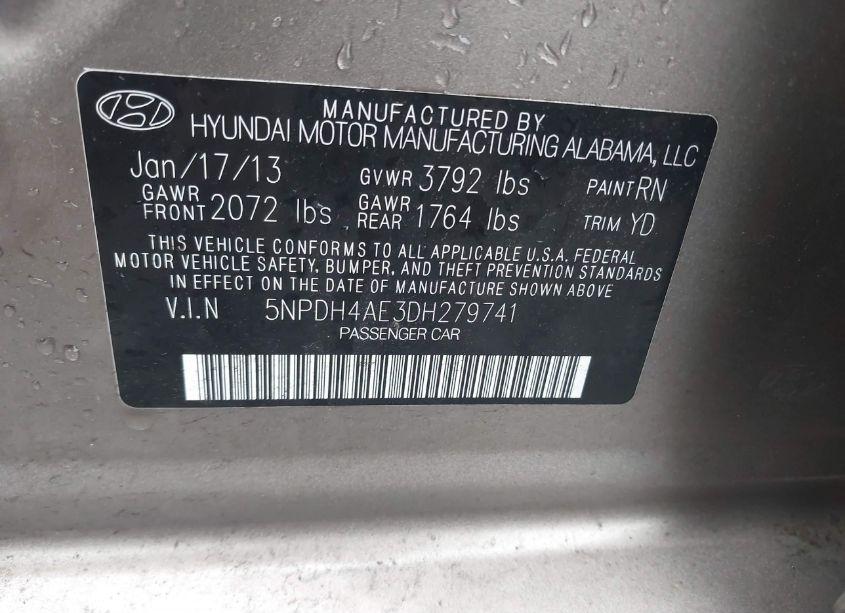 MANUFACTURED BY
HYUNDAI MOTOR MANUFACTURING ALABAMA, LLC
Jan/17/13 GVWR 3792 lbs PAINT RN
GAWR FRONT 2072 lbs GAWR REAR 1764 lbs TRIM YD
THIS VEHICLE CONFORMS TO ALL APPLICABLE U.S.A. FEDERAL
MOTOR VEHICLE SAFETY, BUMPER, AND THEFT PREVENTION STANDARDS
IN EFFECT ON THE DATE OF MANUFACTURE SHOWN ABOVE
V.I.N 5NPDH4AE3DH279741
PASSENGER CAR